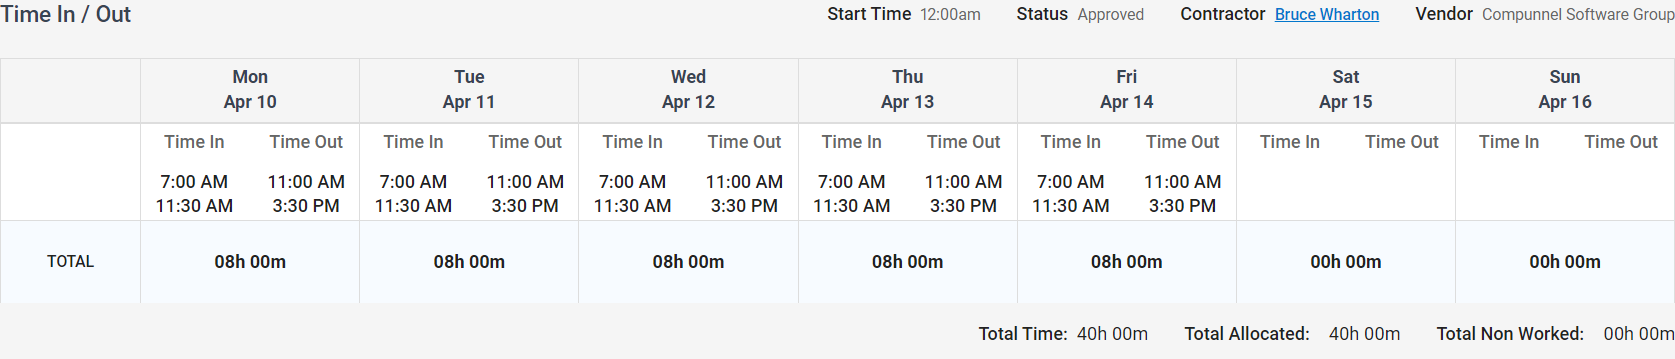 Time In / Out Start Time 12:00am Status Approved Contractor Bruce Wharton Vendor Compunnel Software Group
Mon Tue Wed Thu Fri Sat Sun
Apr 10 Apr 11 Apr 12 Apr 13 Apr 14 Apr 15 Apr 16
Time In Time Out Time In Time Out Time In Time Out Time In Time Out Time In Time Out Time In Time Out Time In Time Out
7:00 AM 11:00 AM 7:00 AM 11:00 AM 7:00 AM 11:00 AM 7:00 AM 11:00 AM 7:00 AM 11:00 AM
11:30 AM 3:30 PM 11:30 AM 3:30 PM 11:30 AM 3:30 PM 11:30 AM 3:30 PM 11:30 AM 3:30 PM
TOTAL 08h 00m 08h 00m 08h 00m 08h 00m 08h 00m 00h 00m 00h 00m
Total Time: 40h 00m Total Allocated: 40h 00m Total Non Worked: 00h 00m